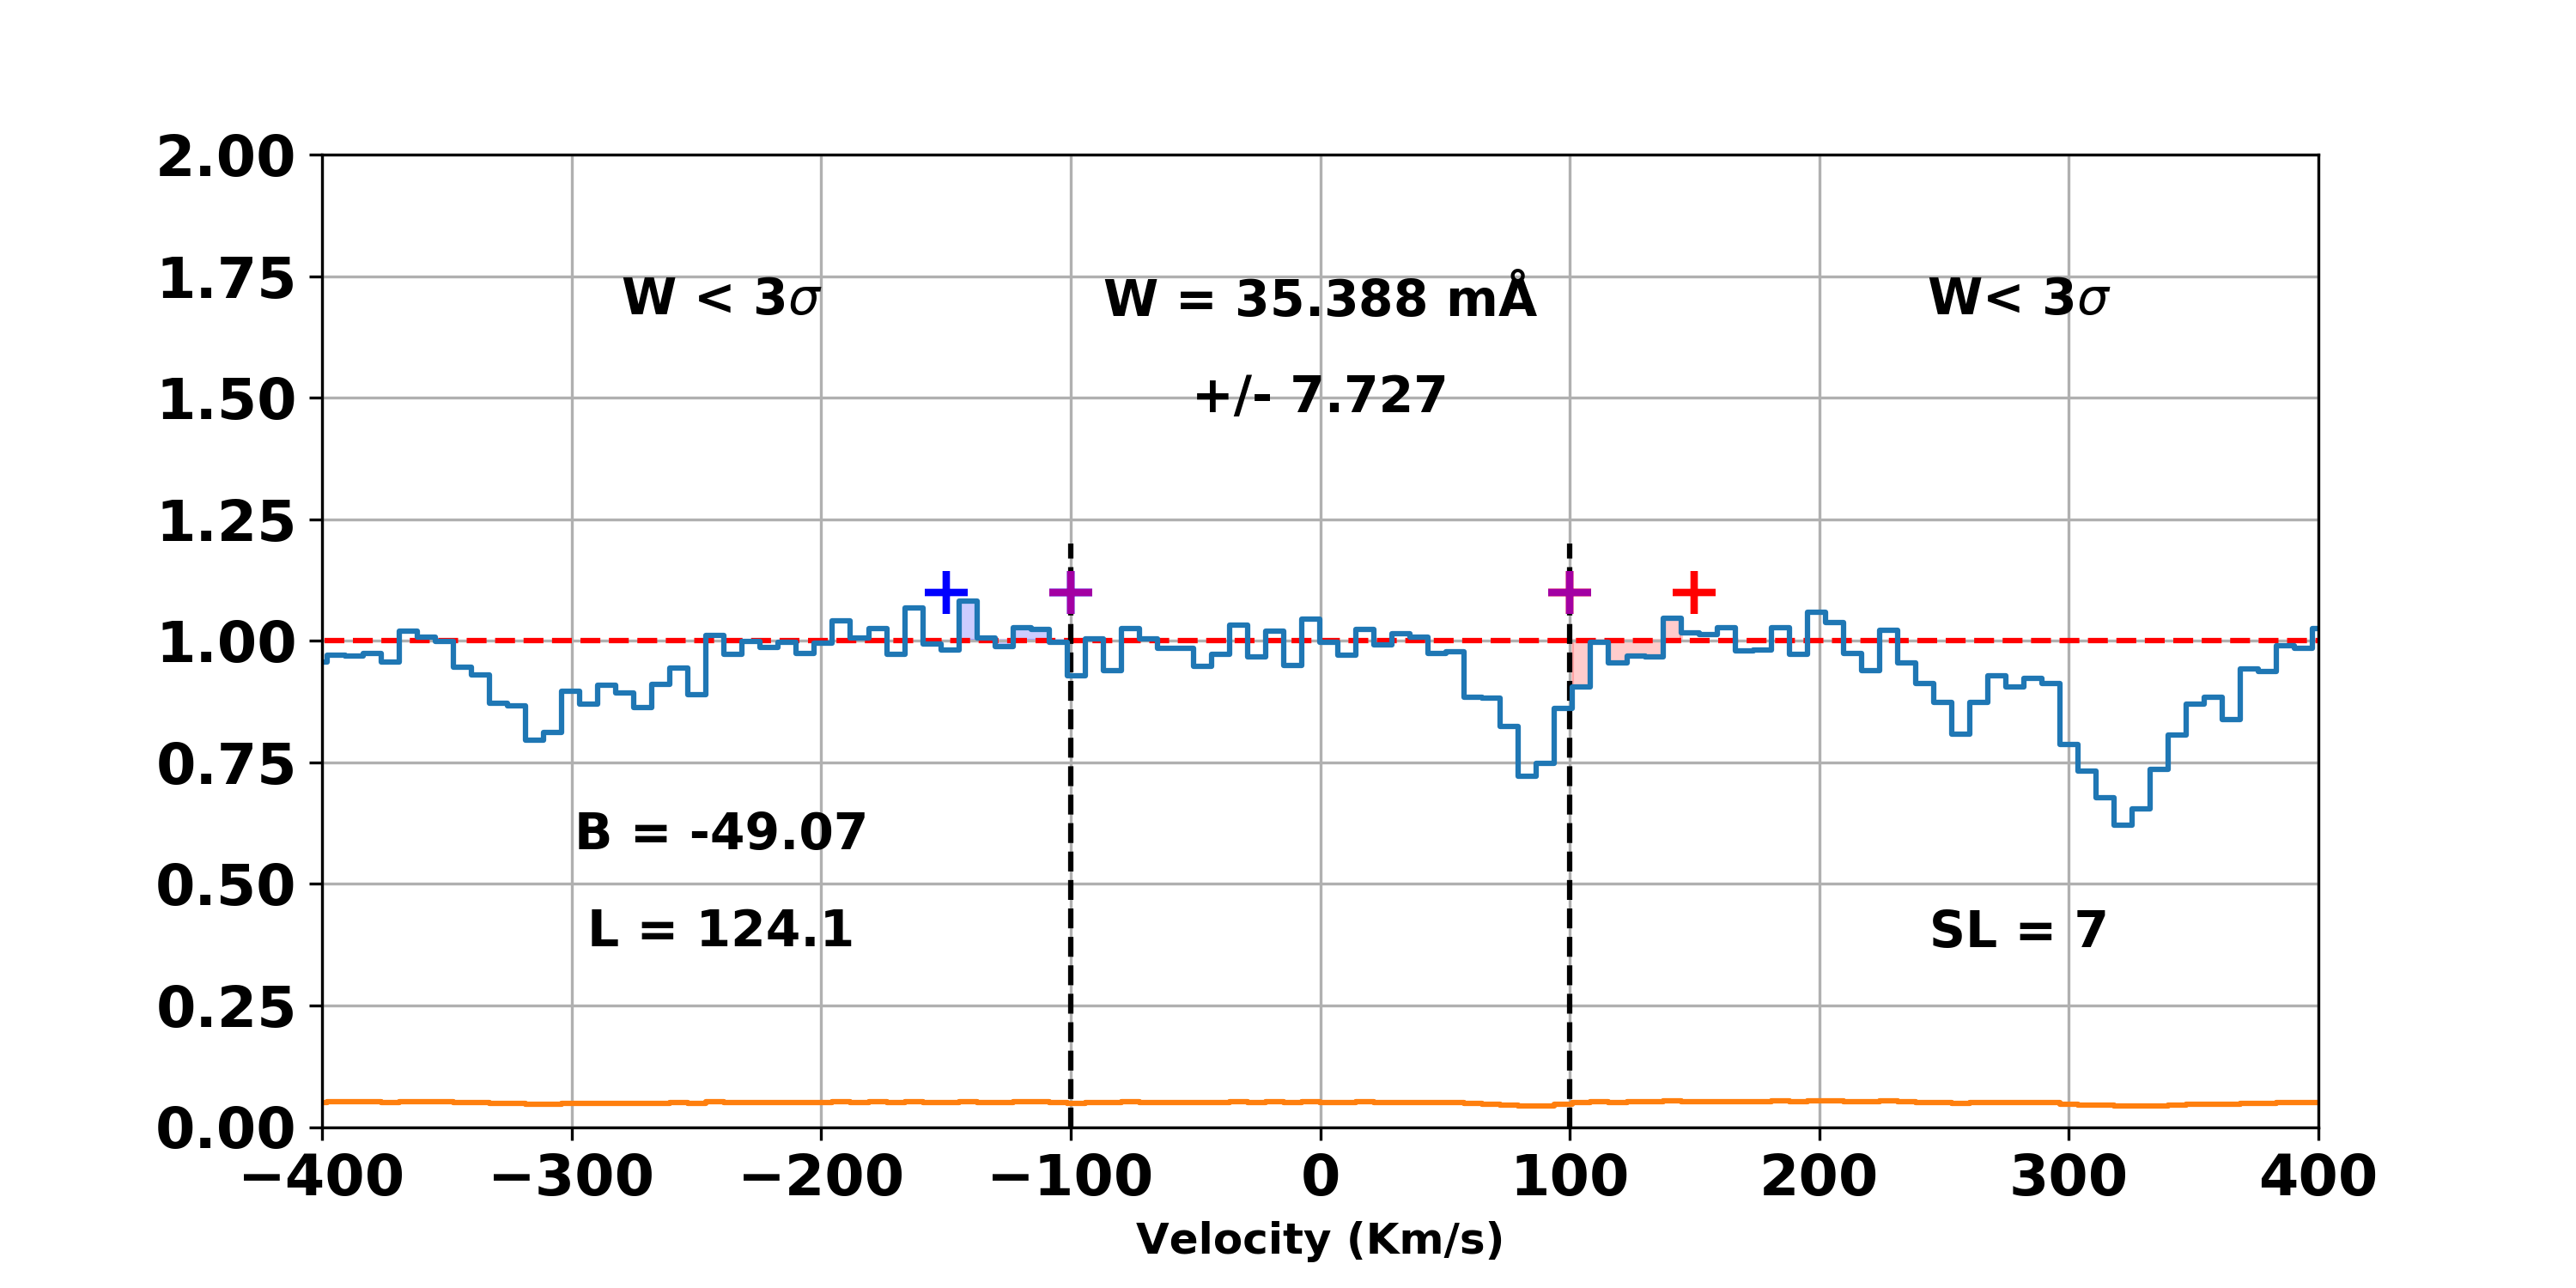 2.00
1.75
1.50
1.25
1.00
0.75
0.50
0.25
0.00
W < 3σ
W = 35.388 mÅ
+/- 7.727
W< 3σ
B = -49.07
L = 124.1
SL = 7
−400 −300 −200 −100 0 100 200 300 400
Velocity (Km/s)